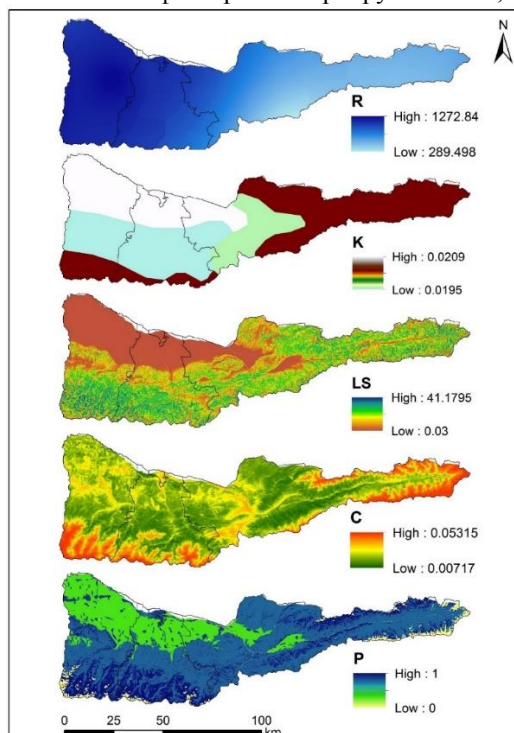 N
R
High : 1272.84
Low : 289.498
K
High : 0.0209
Low : 0.0195
LS
High : 41.1795
Low : 0.03
C
High : 0.05315
Low : 0.00717
P
High : 1
Low : 0
0 25 50 100
km